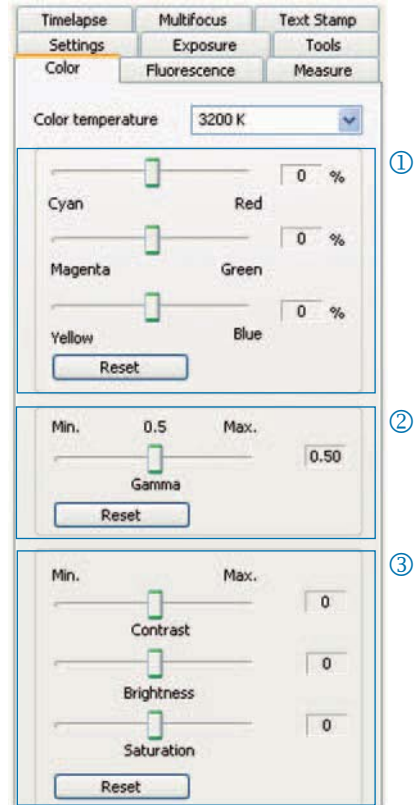 Timelapse Multifocus Text Stamp
Settings Exposure Tools
Color Fluorescence Measure
Color temperature 3200 K
①
0 %
Cyan Red
0 %
Magenta Green
0 %
Yellow Blue
Reset
②
Min. 0.5 Max.
0.50
Gamma
Reset
③
Min. Max.
0
Contrast
0
Brightness
0
Saturation
Reset